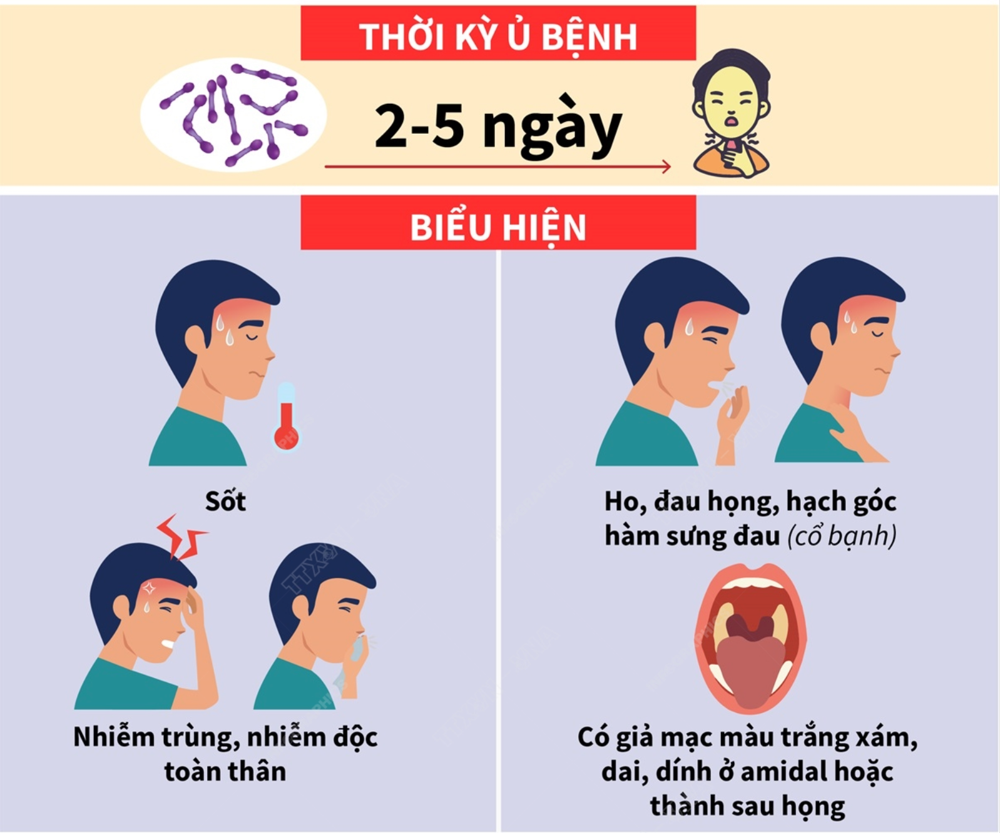 THỜI KỲ Ủ BỆNH
2-5 ngày
BIỂU HIỆN
Sốt
Ho, đau họng, hạch góc
hàm sưng đau (cổ bạnh)
Nhiễm trùng, nhiễm độc
toàn thân
Có giả mạc màu trắng xám,
dai, dính ở amidal hoặc
thành sau họng